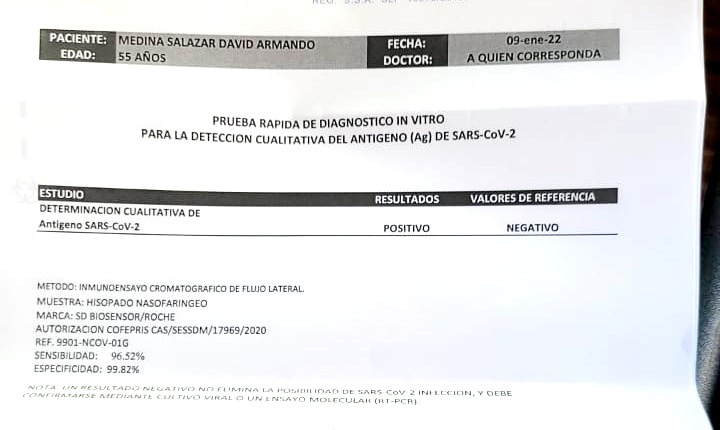 PACIENTE: MEDINA SALAZAR DAVID ARMANDO FECHA: 09-ene-22
EDAD: 55 AÑOS DOCTOR: A QUIEN CORRESPONDA
PRUEBA RAPIDA DE DIAGNOSTICO IN VITRO
PARA LA DETECCION CUALITATIVA DEL ANTIGENO (Ag) DE SARS-CoV-2
ESTUDIO RESULTADOS VALORES DE REFERENCIA
DETERMINACION CUALITATIVA DE
Antigeno SARS-CoV-2 POSITIVO NEGATIVO
METODO: INMUNOENSAYO CROMATOGRAFICO DE FLUJO LATERAL.
MUESTRA: HISOPADO NASOFARINGEO
MARCA: SD BIOSENSOR/ROCHE
AUTORIZACION COFEPRIS CAS/SESSDM/17969/2020
REF. 9901-NCOV-01G
SENSIBILIDAD: 96.52%
ESPECIFICIDAD: 99.82%
NOTA: UN RESULTADO NEGATIVO NO ELIMINA LA POSIBILIDAD DE SARS-CoV-2 INFECCION, Y DEBE
CONFIRMARSE MEDIANTE CULTIVO VIRAL O UN ENSAYO MOLECULAR (RT-PCR).